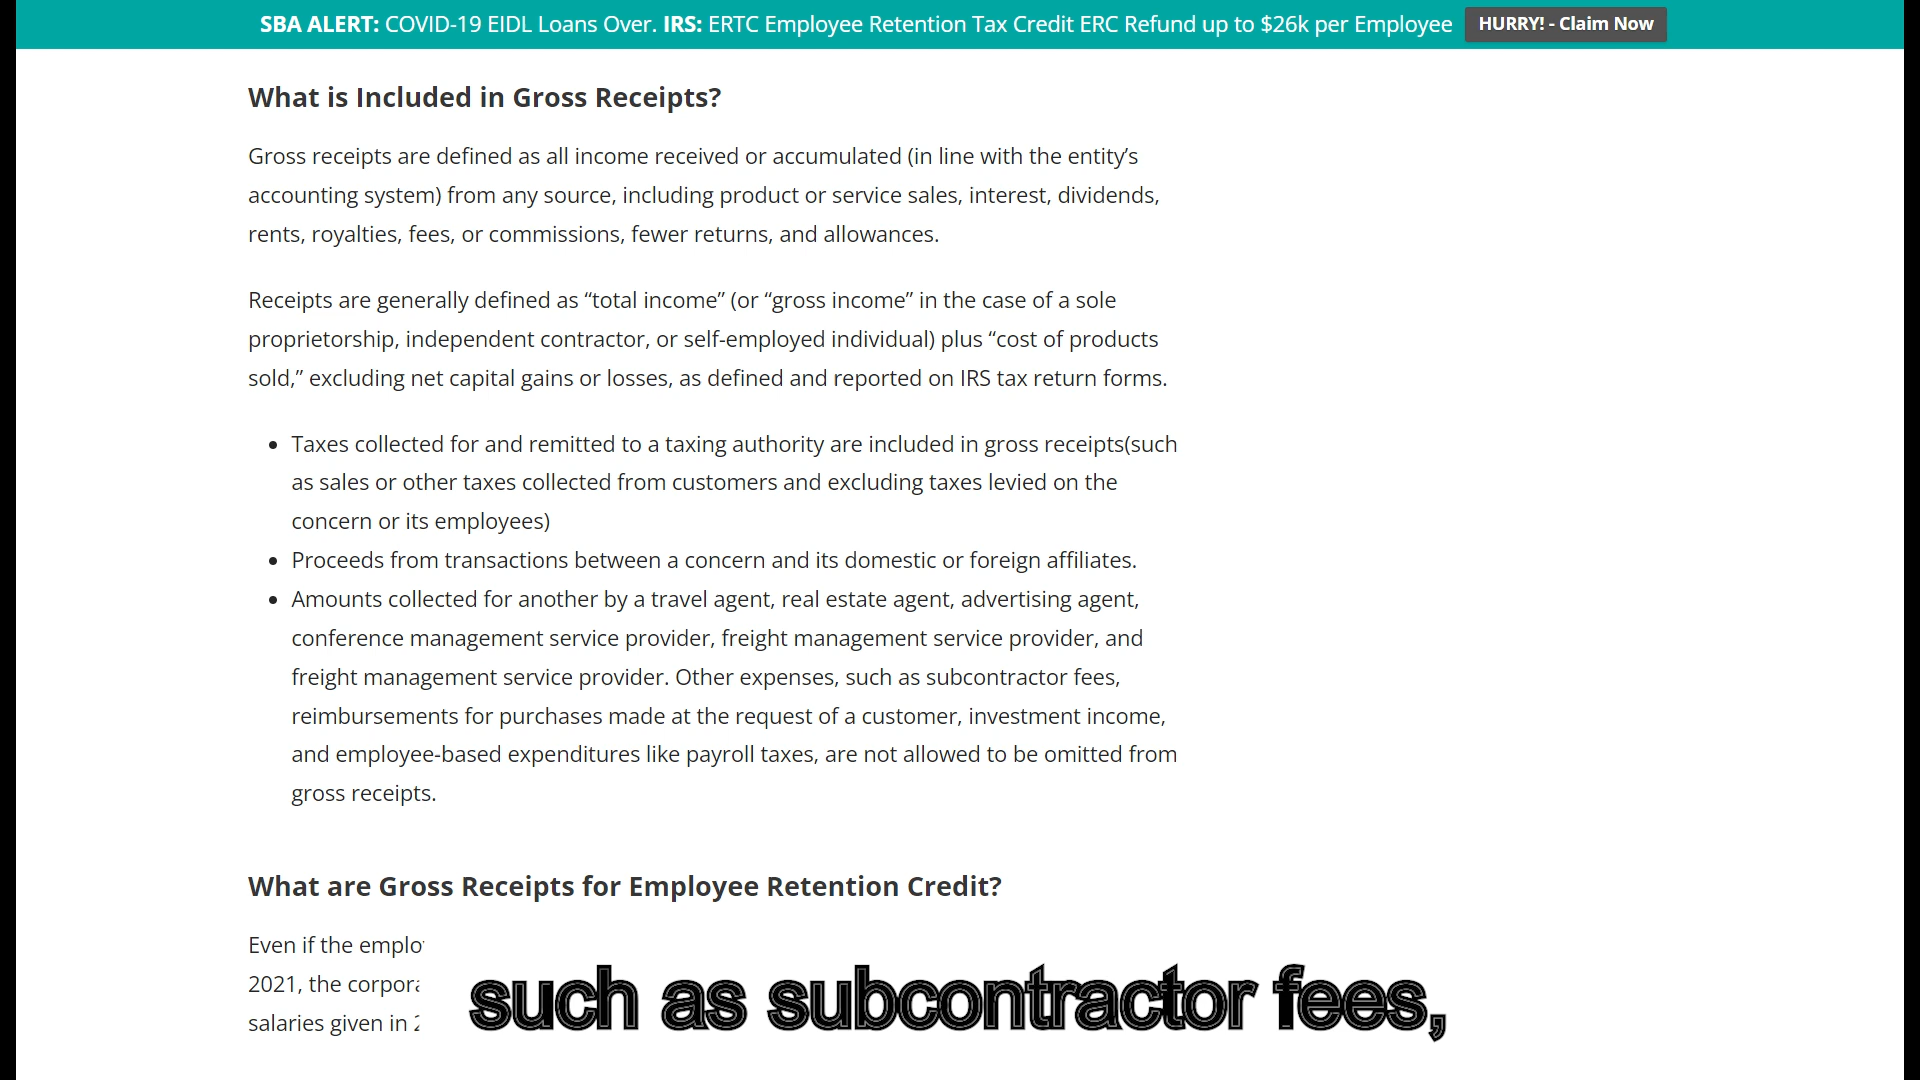 SBA ALERT: COVID-19 EIDL Loans Over. IRS: ERTC Employee Retention Tax Credit ERC Refund up to $26k per Employee HURRY! - Claim Now
What is Included in Gross Receipts?
Gross receipts are defined as all income received or accumulated (in line with the entity’s
accounting system) from any source, including product or service sales, interest, dividends,
rents, royalties, fees, or commissions, fewer returns, and allowances.
Receipts are generally defined as “total income” (or “gross income” in the case of a sole
proprietorship, independent contractor, or self-employed individual) plus “cost of products
sold,” excluding net capital gains or losses, as defined and reported on IRS tax return forms.
• Taxes collected for and remitted to a taxing authority are included in gross receipts(such
as sales or other taxes collected from customers and excluding taxes levied on the
concern or its employees)
• Proceeds from transactions between a concern and its domestic or foreign affiliates.
• Amounts collected for another by a travel agent, real estate agent, advertising agent,
conference management service provider, freight management service provider, and
freight management service provider. Other expenses, such as subcontractor fees,
reimbursements for purchases made at the request of a customer, investment income,
and employee-based expenditures like payroll taxes, are not allowed to be omitted from
gross receipts.
What are Gross Receipts for Employee Retention Credit?
Even if the
2021, the
salaries given in
such as subcontractor fees,